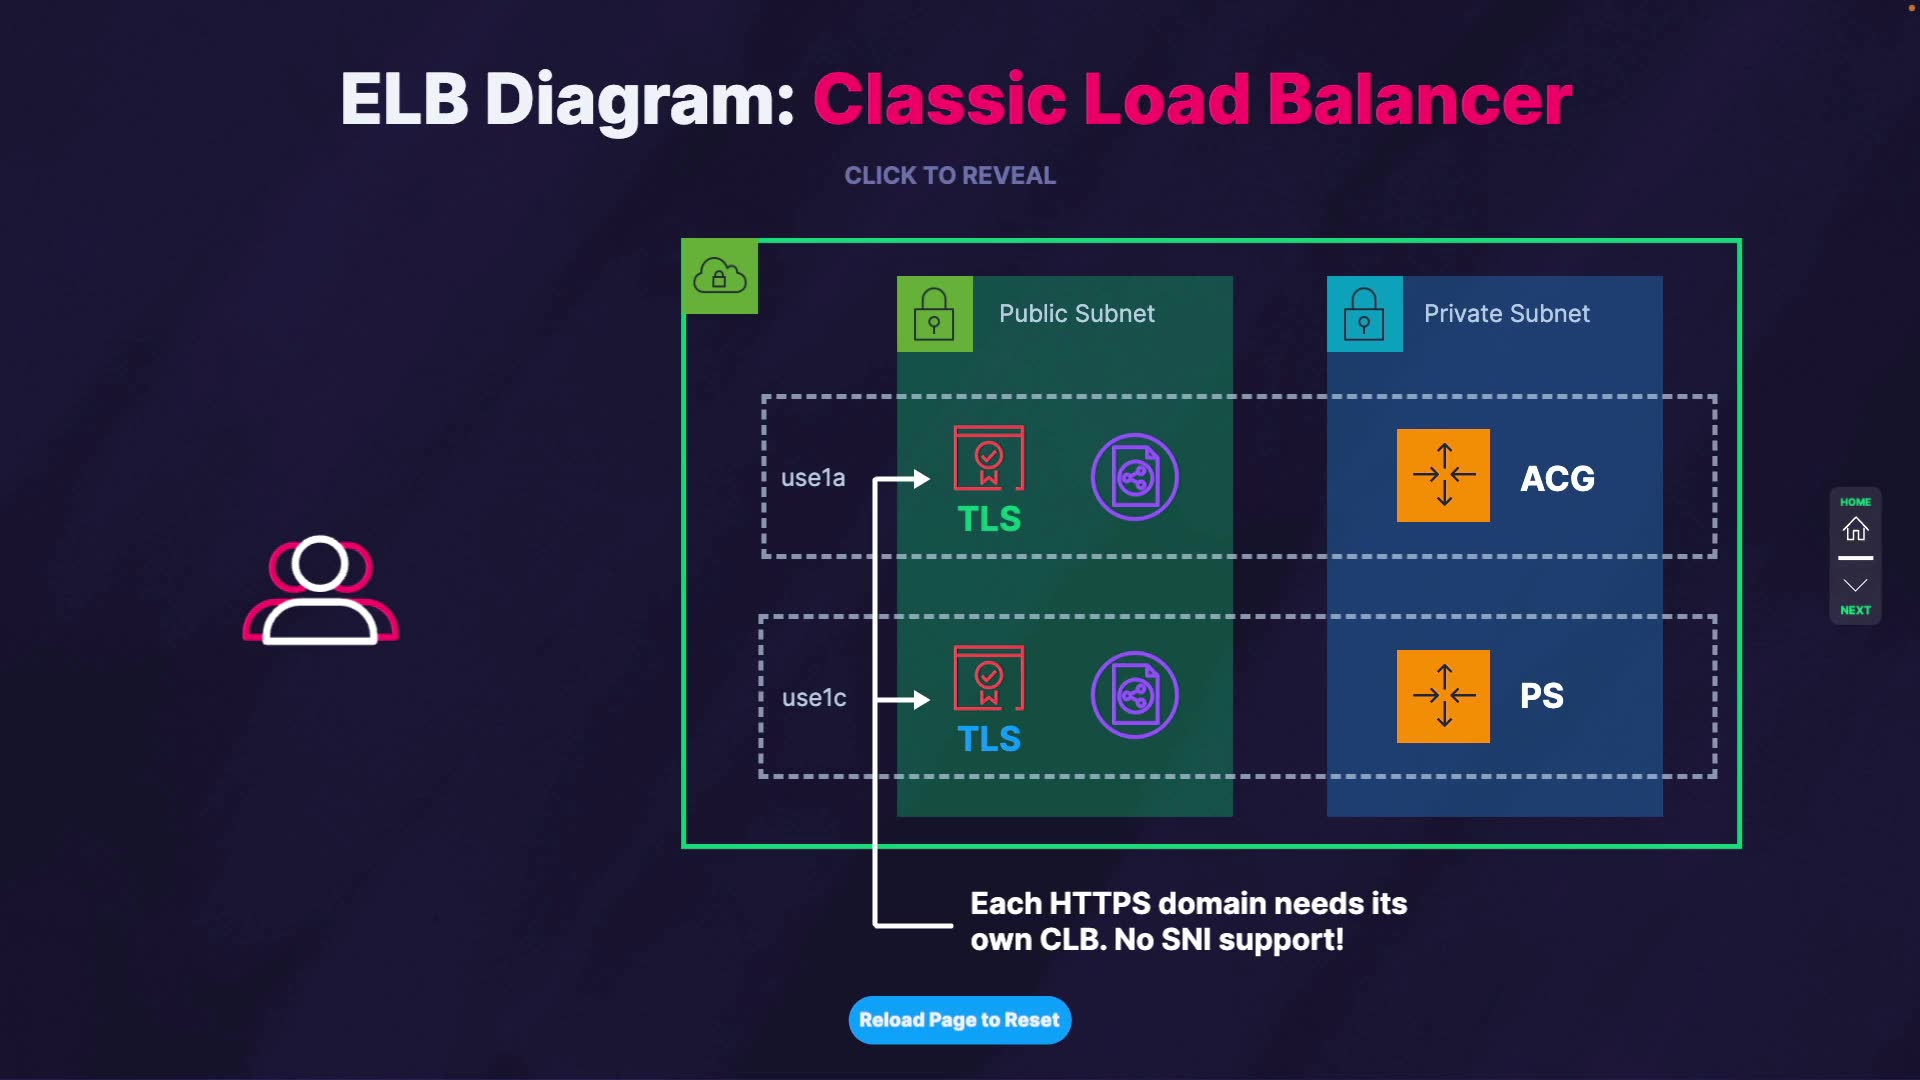 ELB Diagram: Classic Load Balancer
CLICK TO REVEAL
Public Subnet
Private Subnet
use1a
TLS
ACG
use1c
TLS
PS
Each HTTPS domain needs its
own CLB. No SNI support!
Reload Page to Reset
HOME
NEXT